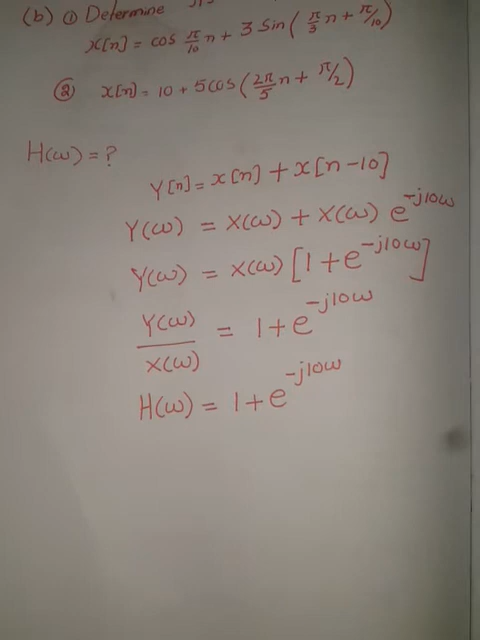 (b) ① Determine
x[n] = cos π/10 n + 3 Sin (π/3 n + π/10)
② x[n] = 10 + 5cos (2π/5 n + π/2)
H(ω) = ?
Y[n] = x[n] + x[n-10]
Y(ω) = X(ω) + X(ω) e^-j10ω
Y(ω) = X(ω) [1 + e^-j10ω]
Y(ω)/X(ω) = 1 + e^-j10ω
H(ω) = 1 + e^-j10ω